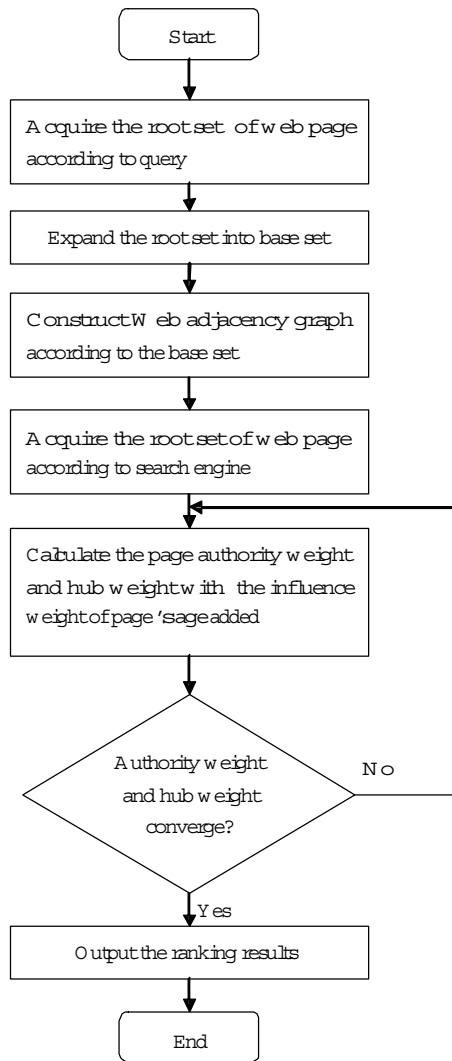 Start
Acquire the root set of web page
according to query
Expand the root set into base set
Construct Web adjacency graph
according to the base set
Acquire the root set of web page
according to search engine
Calculate the page authority weight
and hub weight with the influence
weight of page's age added
Authority weight
and hub weight
converge?
No
Yes
Output the ranking results
End